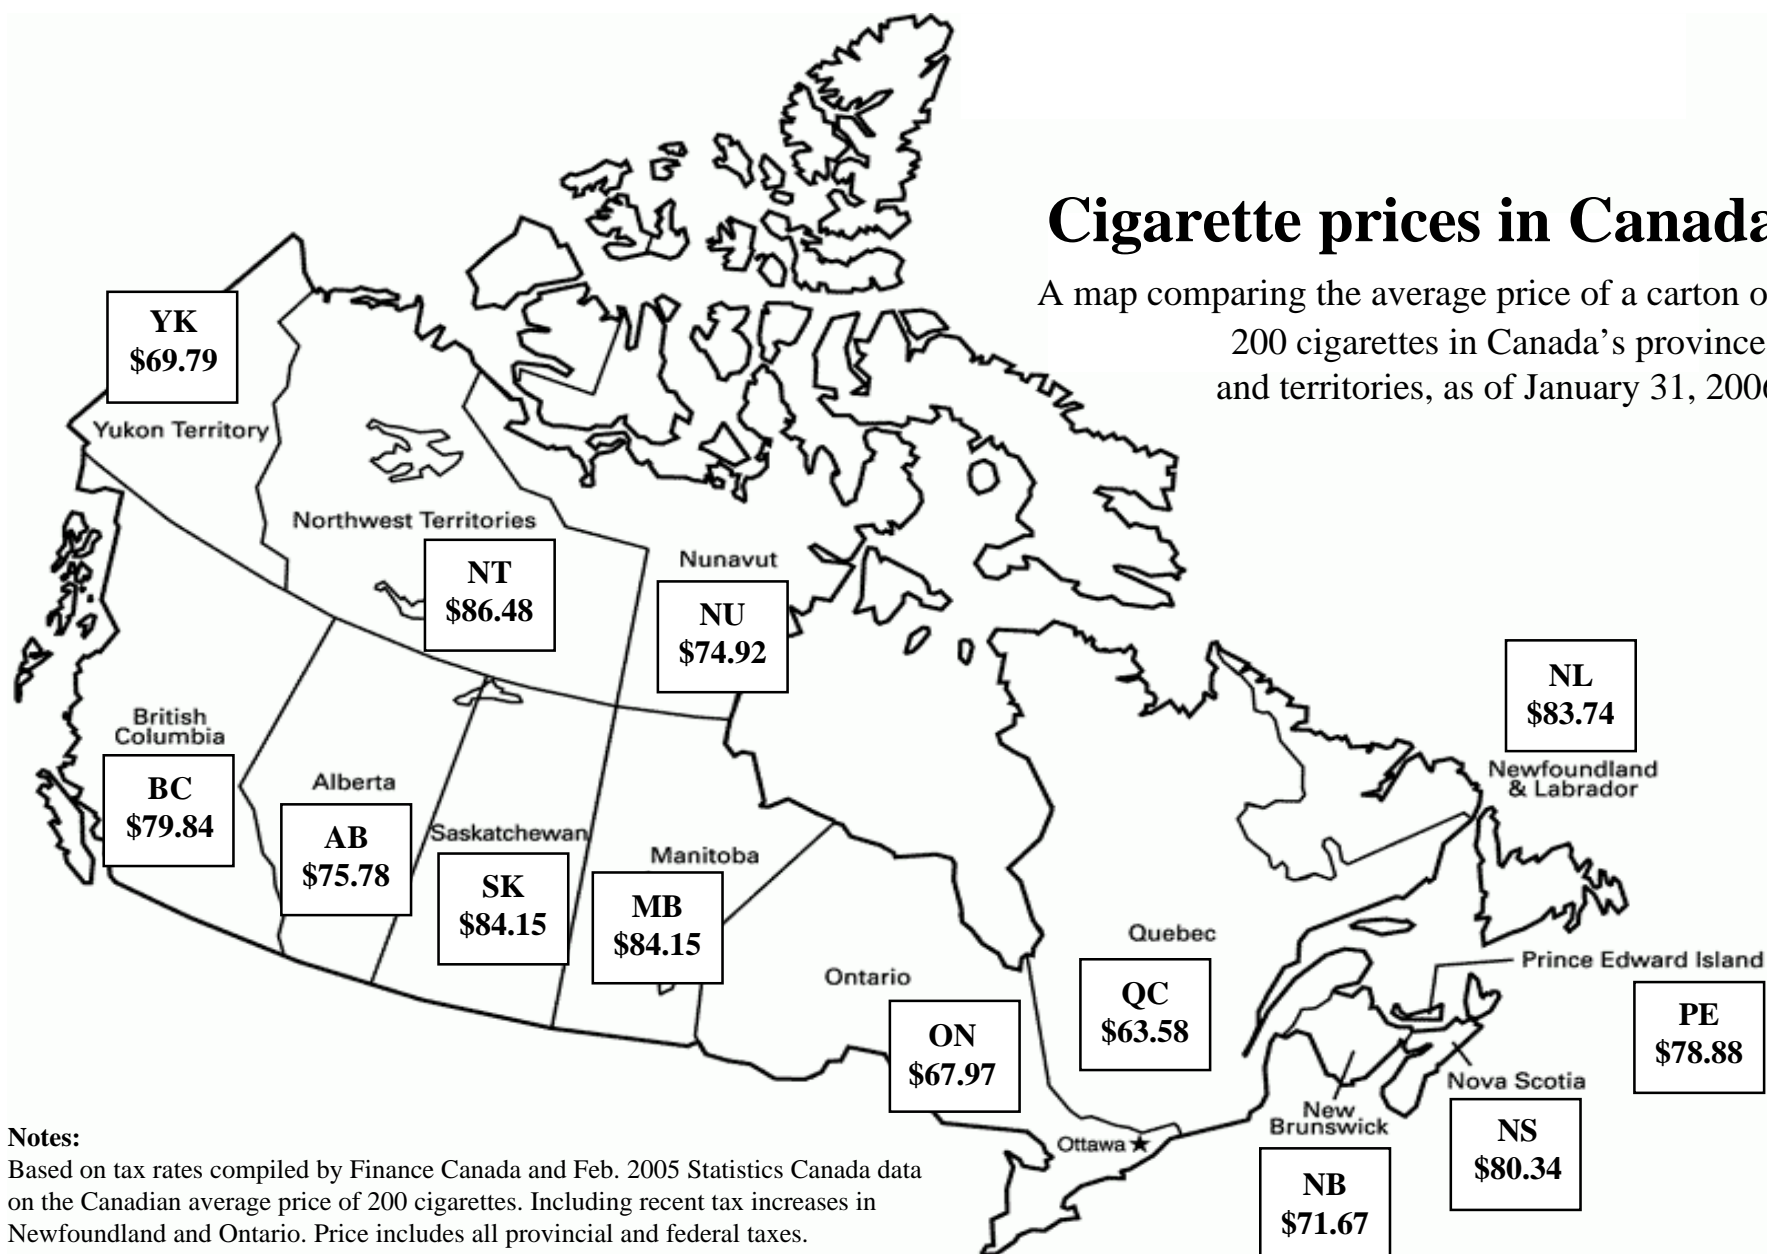 Cigarette prices in Canada
A map comparing the average price of a carton o
200 cigarettes in Canada’s province
and territories, as of January 31, 2006
YK
$69.79
Yukon Territory
Northwest Territories
NT
$86.48
Nunavut
NU
$74.92
NL
$83.74
Newfoundland
& Labrador
British
Columbia
BC
$79.84
Alberta
AB
$75.78
Saskatchewan
SK
$84.15
Manitoba
MB
$84.15
Ontario
ON
$67.97
Quebec
QC
$63.58
Prince Edward Island
PE
$78.88
Nova Scotia
NS
$80.34
New
Brunswick
NB
$71.67
Ottawa
Notes:
Based on tax rates compiled by Finance Canada and Feb. 2005 Statistics Canada data
on the Canadian average price of 200 cigarettes. Including recent tax increases in
Newfoundland and Ontario. Price includes all provincial and federal taxes.